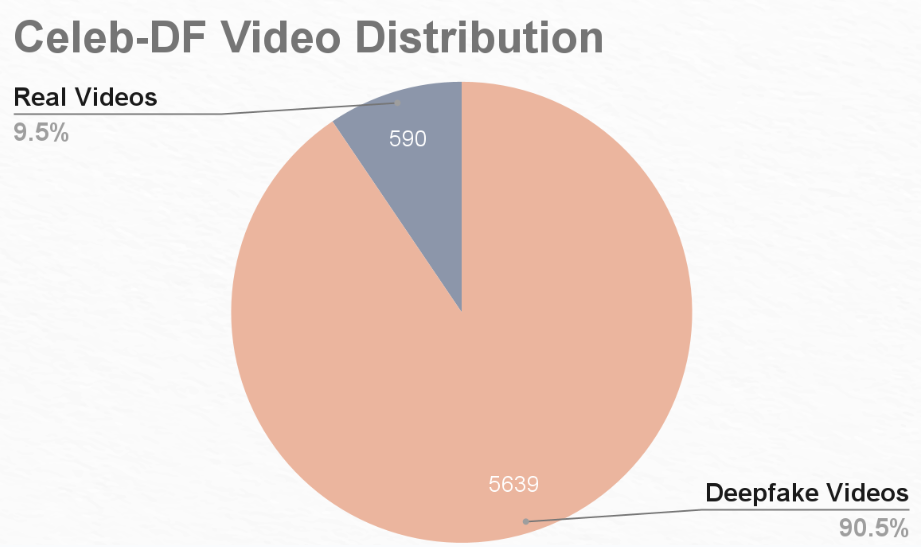 Celeb-DF Video Distribution
Real Videos
9.5%
590
5639
Deepfake Videos
90.5%